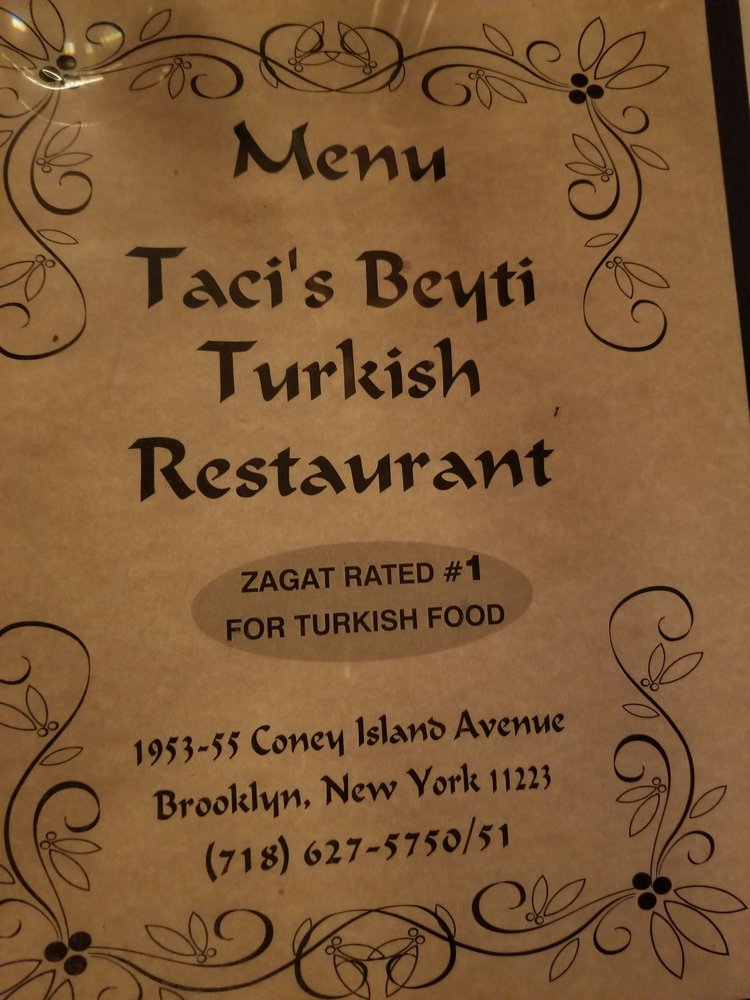 Menu
Taci's Beyti
Turkish
Restaurant
ZAGAT RATED #1
FOR TURKISH FOOD
1953-55 Coney Island Avenue
Brooklyn, New York 11223
(718) 627-5750/51